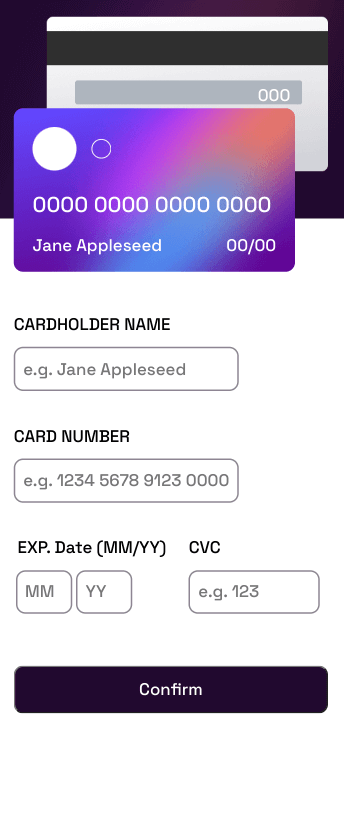 000
0000 0000 0000 0000
Jane Appleseed 00/00
CARDHOLDER NAME
e.g. Jane Appleseed
CARD NUMBER
e.g. 1234 5678 9123 0000
EXP. Date (MM/YY) CVC
MM YY e.g. 123
Confirm